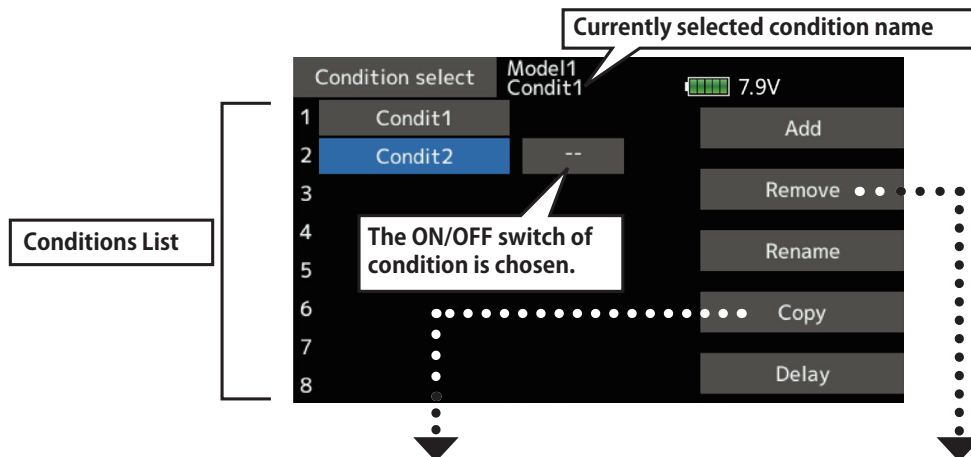 Currently selected condition name
Condition select
Model1
Condit1
7.9V
1 Condit1
Add
2 Condit2 --
3
Remove
Conditions List
4
The ON/OFF switch of
condition is chosen.
Rename
5
6
Copy
7
8
Delay